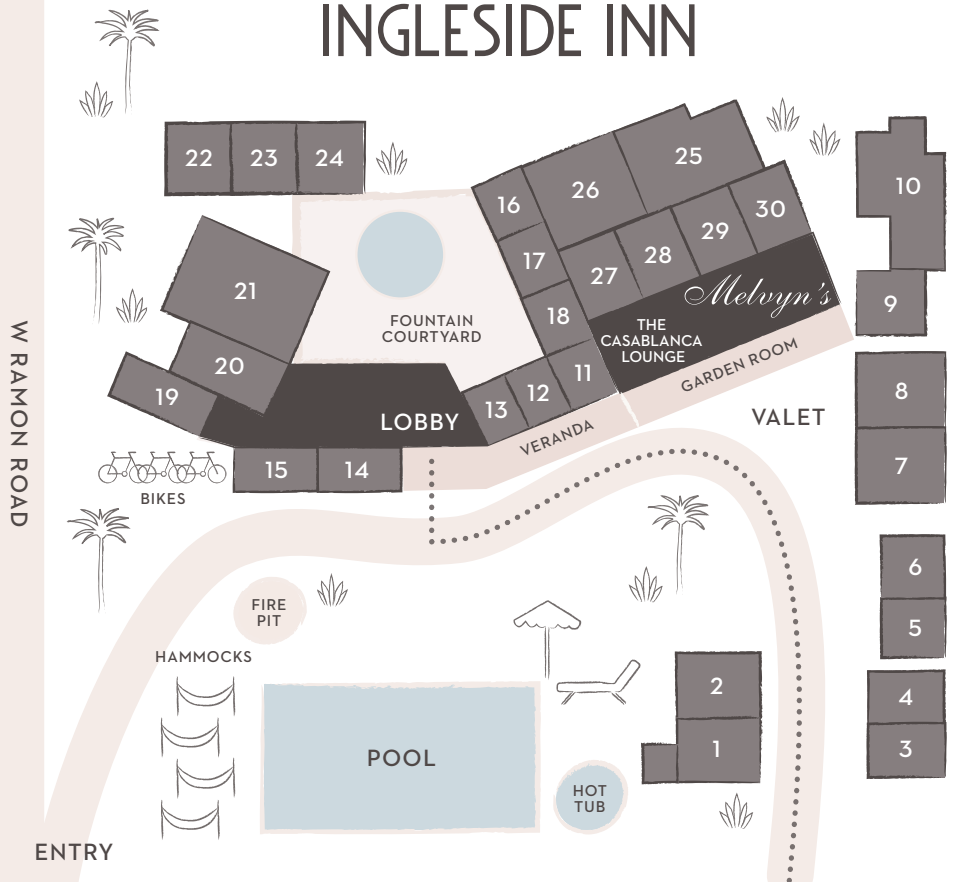 INGLESIDE INN
22
23
24
16
26
25
10
17
27
28
29
30
21
18
Melvyn's
9
FOUNTAIN
COURTYARD
THE
CASABLANCA
LOUNGE
GARDEN ROOM
20
19
LOBBY
13
12
11
VERANDA
VALET
8
7
W RAMON ROAD
15
14
BIKES
6
5
FIRE
PIT
HAMMOCKS
2
1
4
3
POOL
HOT
TUB
ENTRY